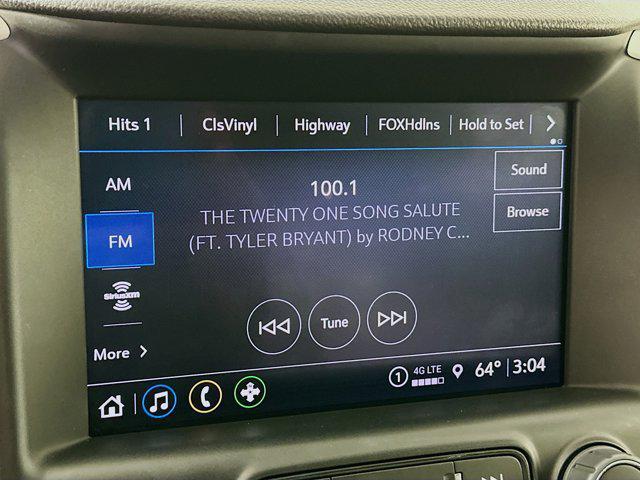 Hits 1 ClsVinyl Highway FOXHdlns Hold to Set
AM
FM
SiriusXM
More
100.1
THE TWENTY ONE SONG SALUTE
(FT. TYLER BRYANT) by RODNEY C...
Sound
Browse
Tune
1 4G LTE 64° 3:04